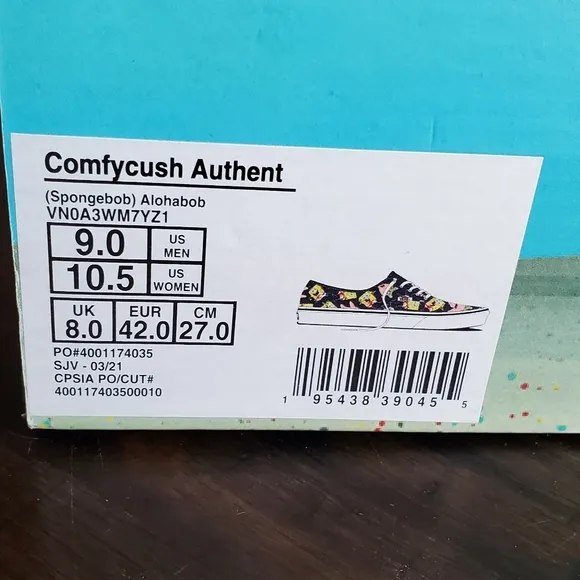 Comfycush Authent
(Spongebob) Alohabob
VN0A3WM7YZ1
9.0 US MEN
10.5 US WOMEN
UK EUR CM
8.0 42.0 27.0
PO#4001174035
SJV - 03/21
CPSIA PO/CUT#
400117403500010
1 95438 39045 5